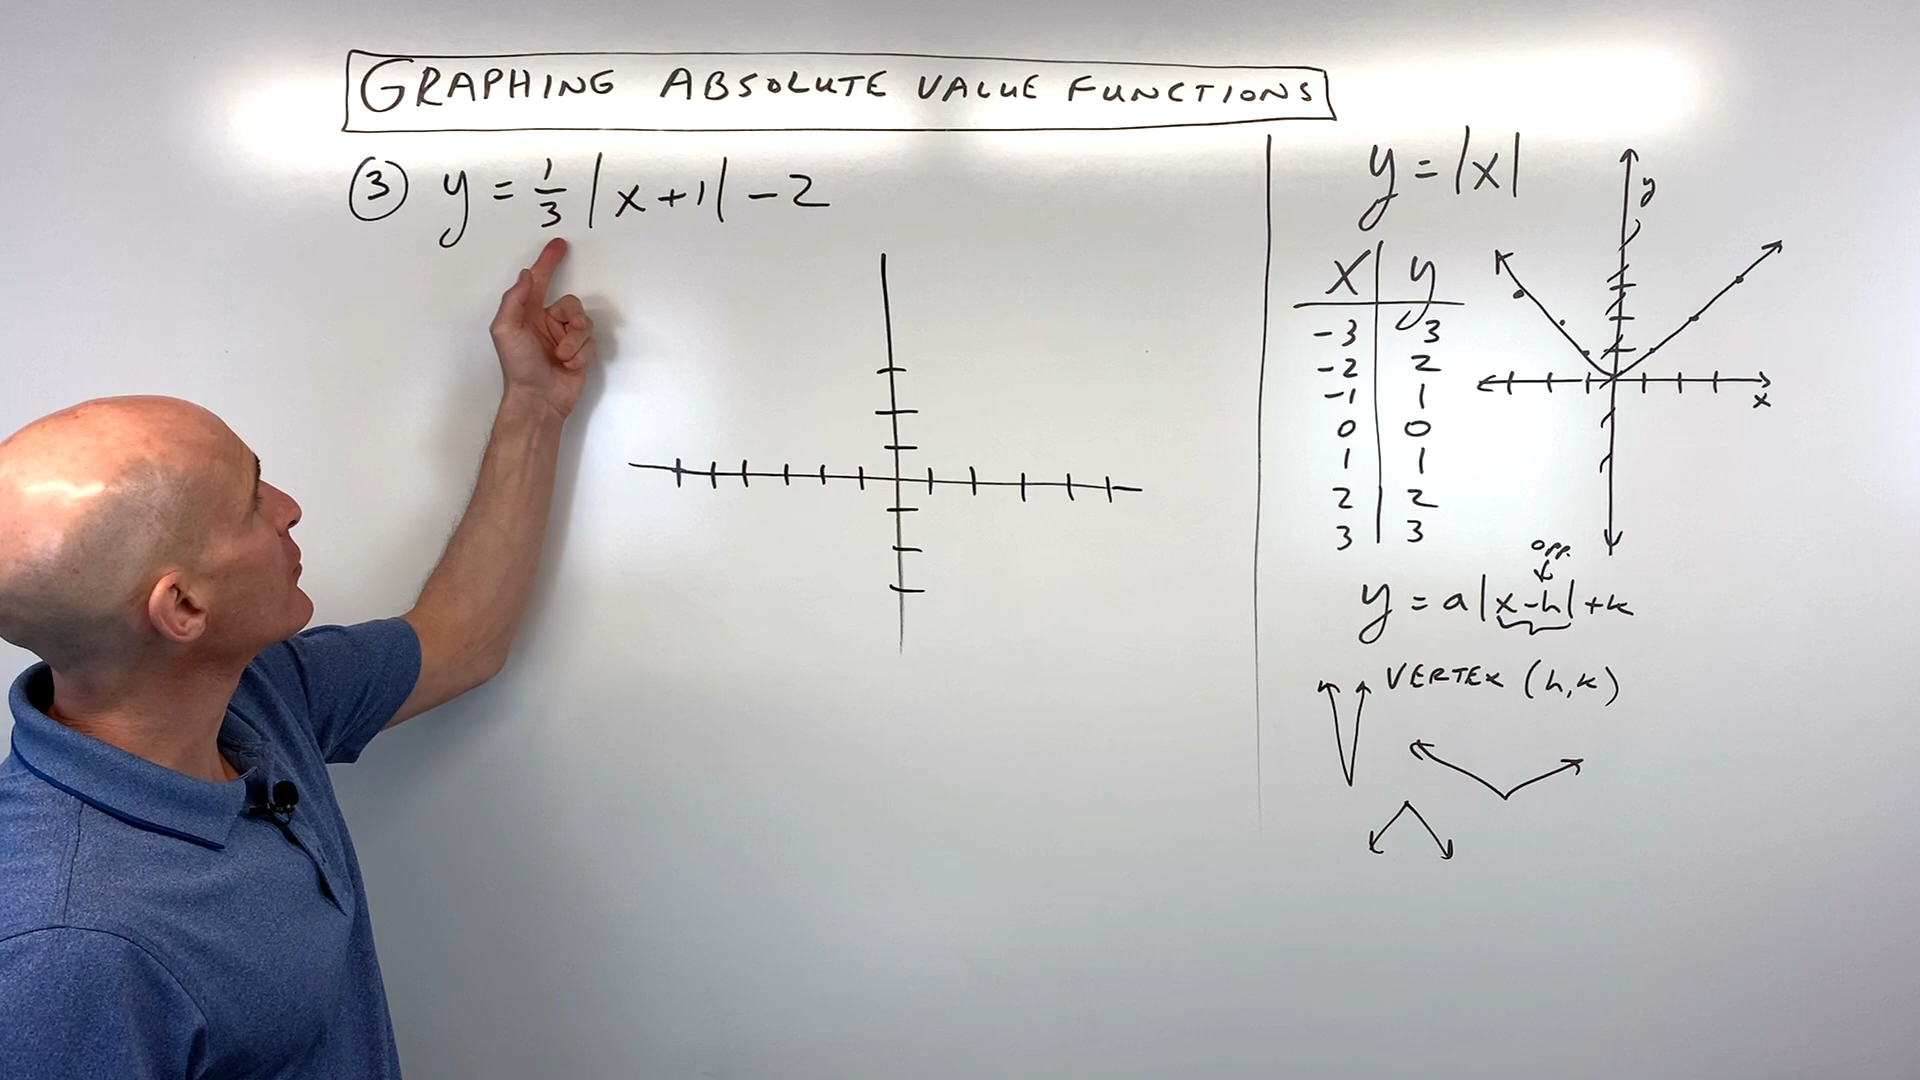 GRAPHING ABSOLUTE VALUE FUNCTIONS
③ y = 1/3 |x+1| - 2
y = |x|
y
x
x | y
-3 | 3
-2 | 2
-1 | 1
0 | 0
1 | 1
2 | 2
3 | 3
opp.
y = a|x-h| + k
VERTEX (h,k)